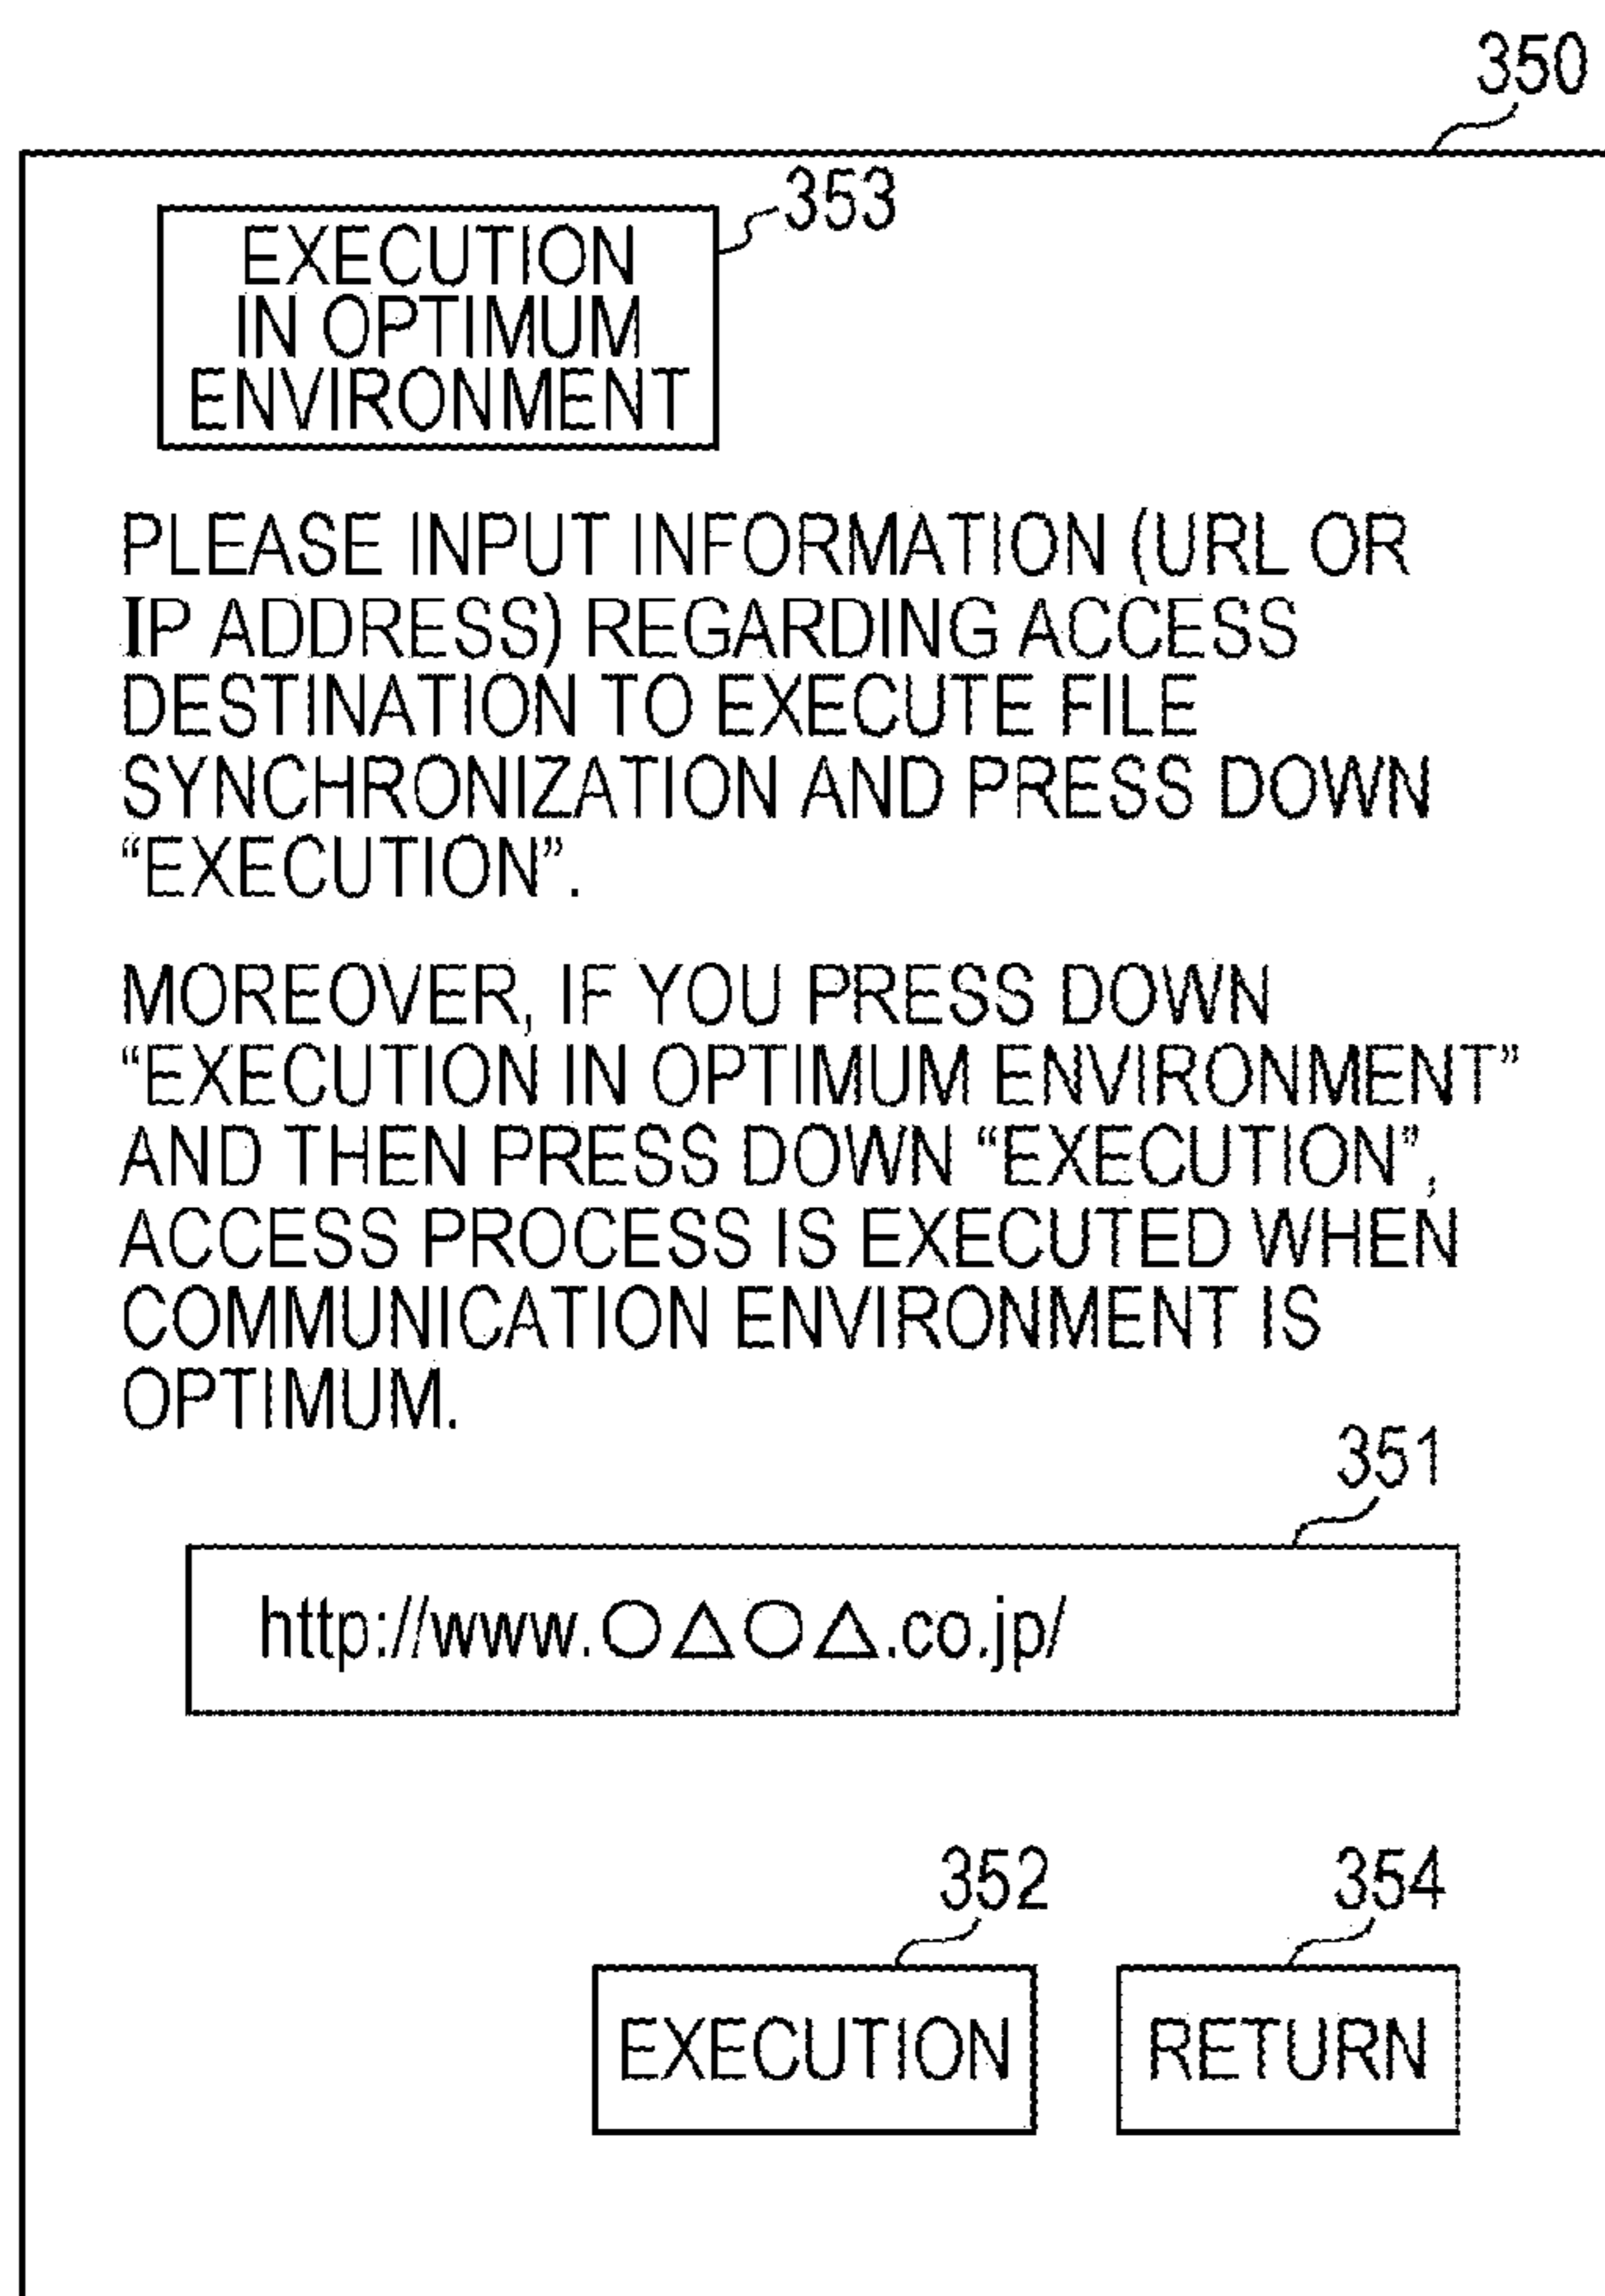 350
353
EXECUTION
IN OPTIMUM
ENVIRONMENT
PLEASE INPUT INFORMATION (URL OR
IP ADDRESS) REGARDING ACCESS
DESTINATION TO EXECUTE FILE
SYNCHRONIZATION AND PRESS DOWN
“EXECUTION”.
MOREOVER, IF YOU PRESS DOWN
“EXECUTION IN OPTIMUM ENVIRONMENT”
AND THEN PRESS DOWN “EXECUTION”,
ACCESS PROCESS IS EXECUTED WHEN
COMMUNICATION ENVIRONMENT IS
OPTIMUM.
351
http://www.○△○△.co.jp/
352 354
EXECUTION RETURN